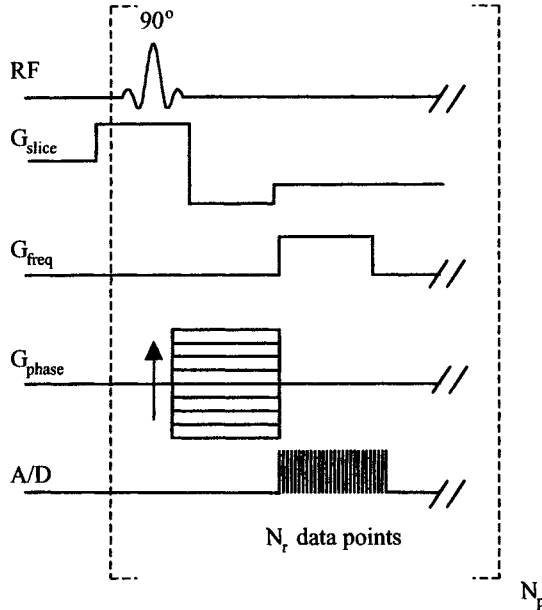 90°
RF
G_slice
G_freq
G_phase
A/D
N_r data points
N_p